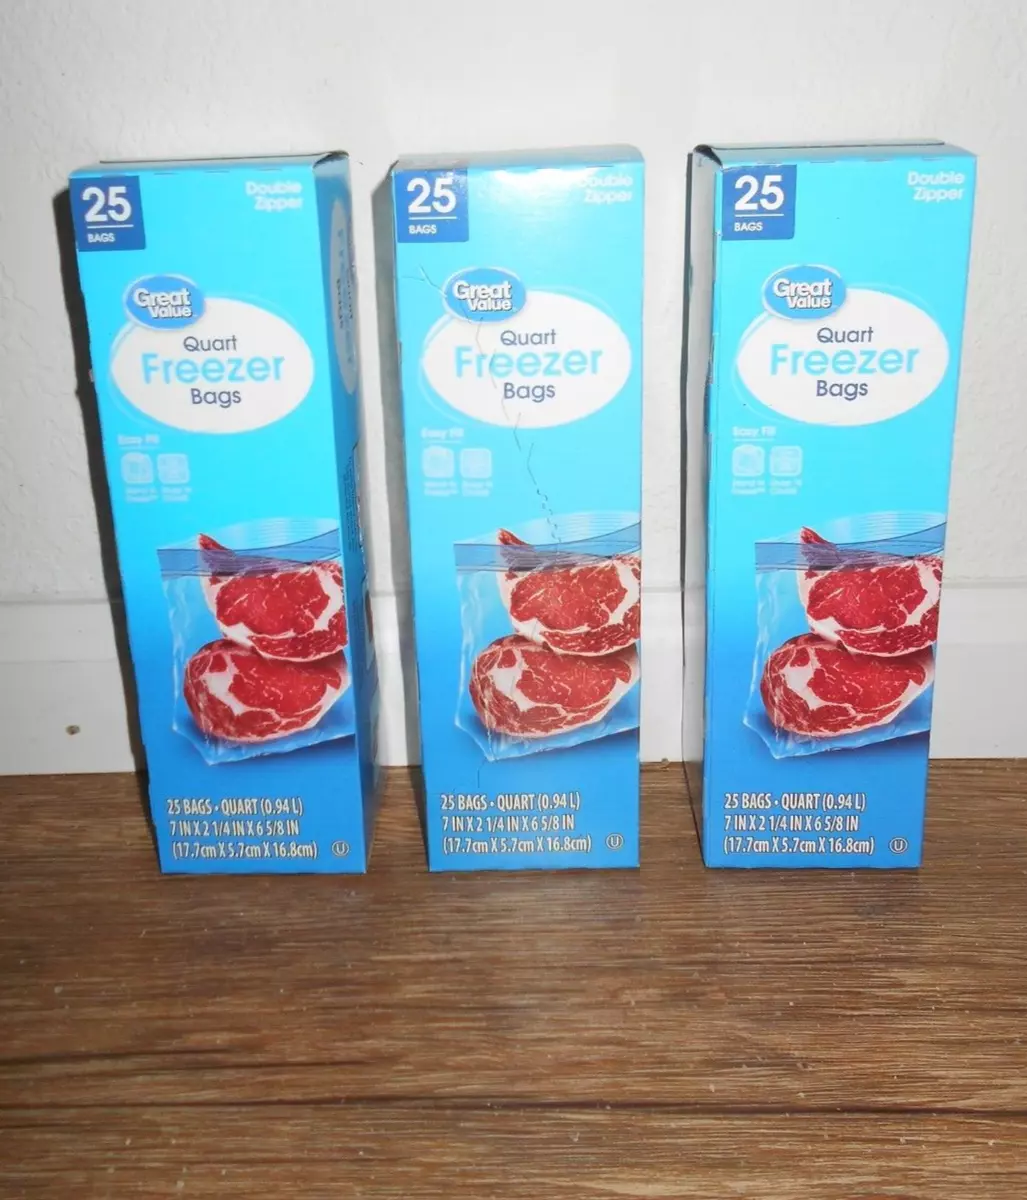 25
BAGS
Double
Zipper
Great
Value
Quart
Freezer
Bags
Easy Fill
25 BAGS • QUART (0.94 L)
7 IN X 2 1/4 IN X 6 5/8 IN
(17.7cm X 5.7cm X 16.8cm)
U
25
BAGS
Double
Zipper
Great
Value
Quart
Freezer
Bags
Easy Fill
25 BAGS • QUART (0.94 L)
7 IN X 2 1/4 IN X 6 5/8 IN
(17.7cm X 5.7cm X 16.8cm)
U
25
BAGS
Double
Zipper
Great
Value
Quart
Freezer
Bags
Easy Fill
25 BAGS • QUART (0.94 L)
7 IN X 2 1/4 IN X 6 5/8 IN
(17.7cm X 5.7cm X 16.8cm)
U